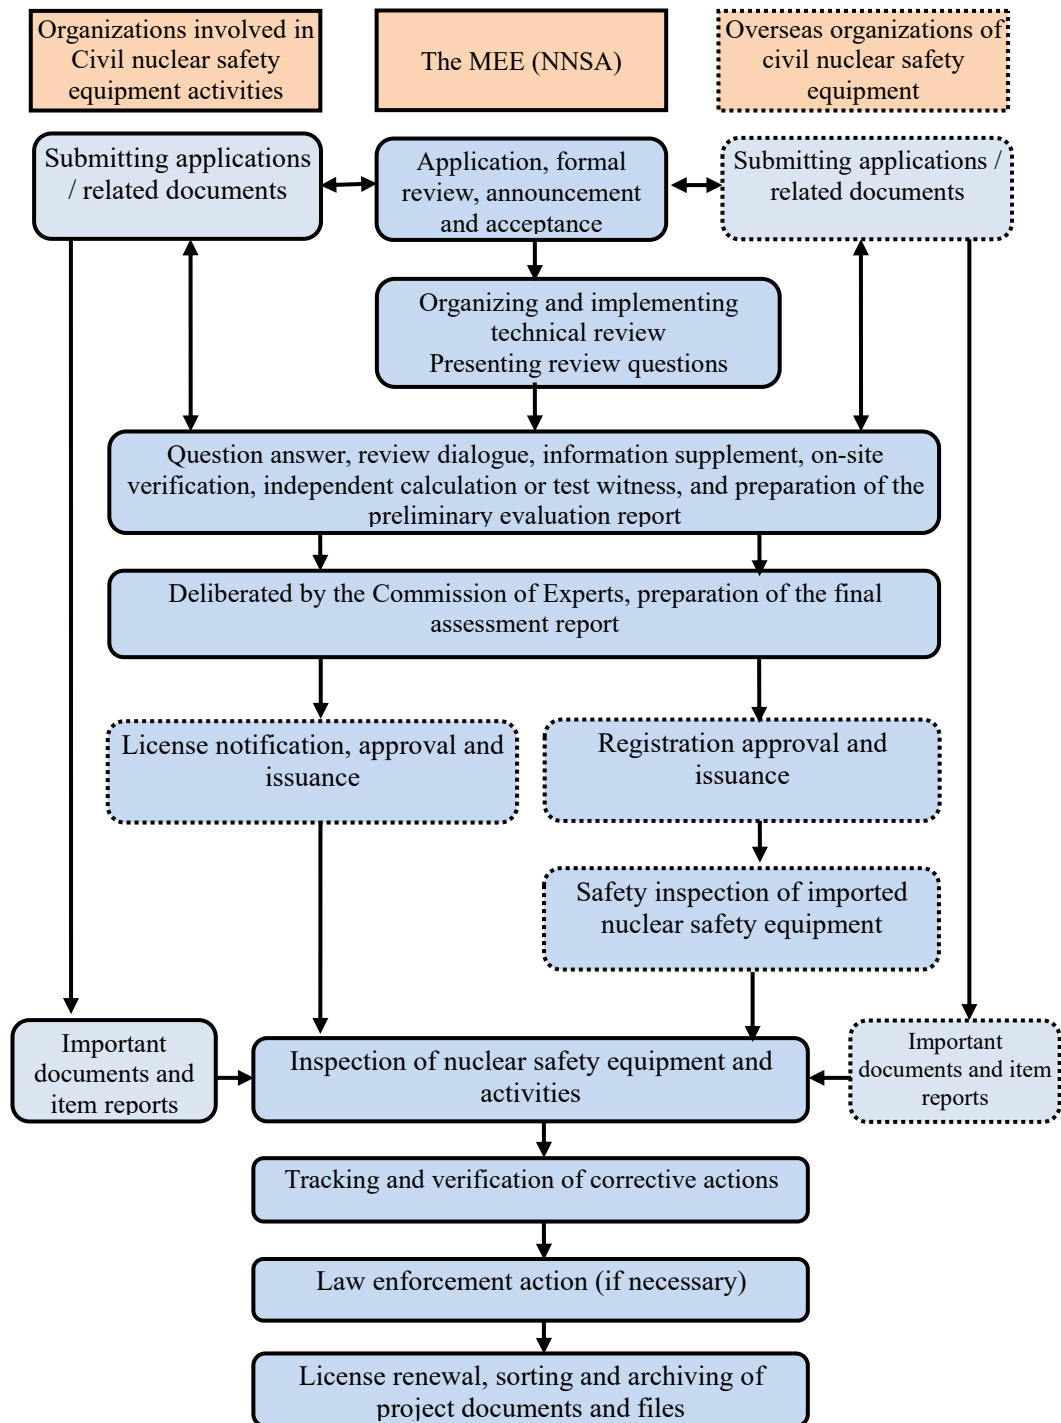 Organizations involved in
Civil nuclear safety
equipment activities
The MEE (NNSA)
Overseas organizations of
civil nuclear safety
equipment
Submitting applications
/ related documents
Application, formal
review, announcement
and acceptance
Submitting applications /
related documents
Organizing and implementing
technical review
Presenting review questions
Question answer, review dialogue, information supplement, on-site
verification, independent calculation or test witness, and preparation of the
preliminary evaluation report
Deliberated by the Commission of Experts, preparation of the final
assessment report
License notification, approval and
issuance
Registration approval and
issuance
Safety inspection of imported
nuclear safety equipment
Important
documents and
item reports
Inspection of nuclear safety equipment and
activities
Important
documents and item
reports
Tracking and verification of corrective actions
Law enforcement action (if necessary)
License renewal, sorting and archiving of
project documents and files